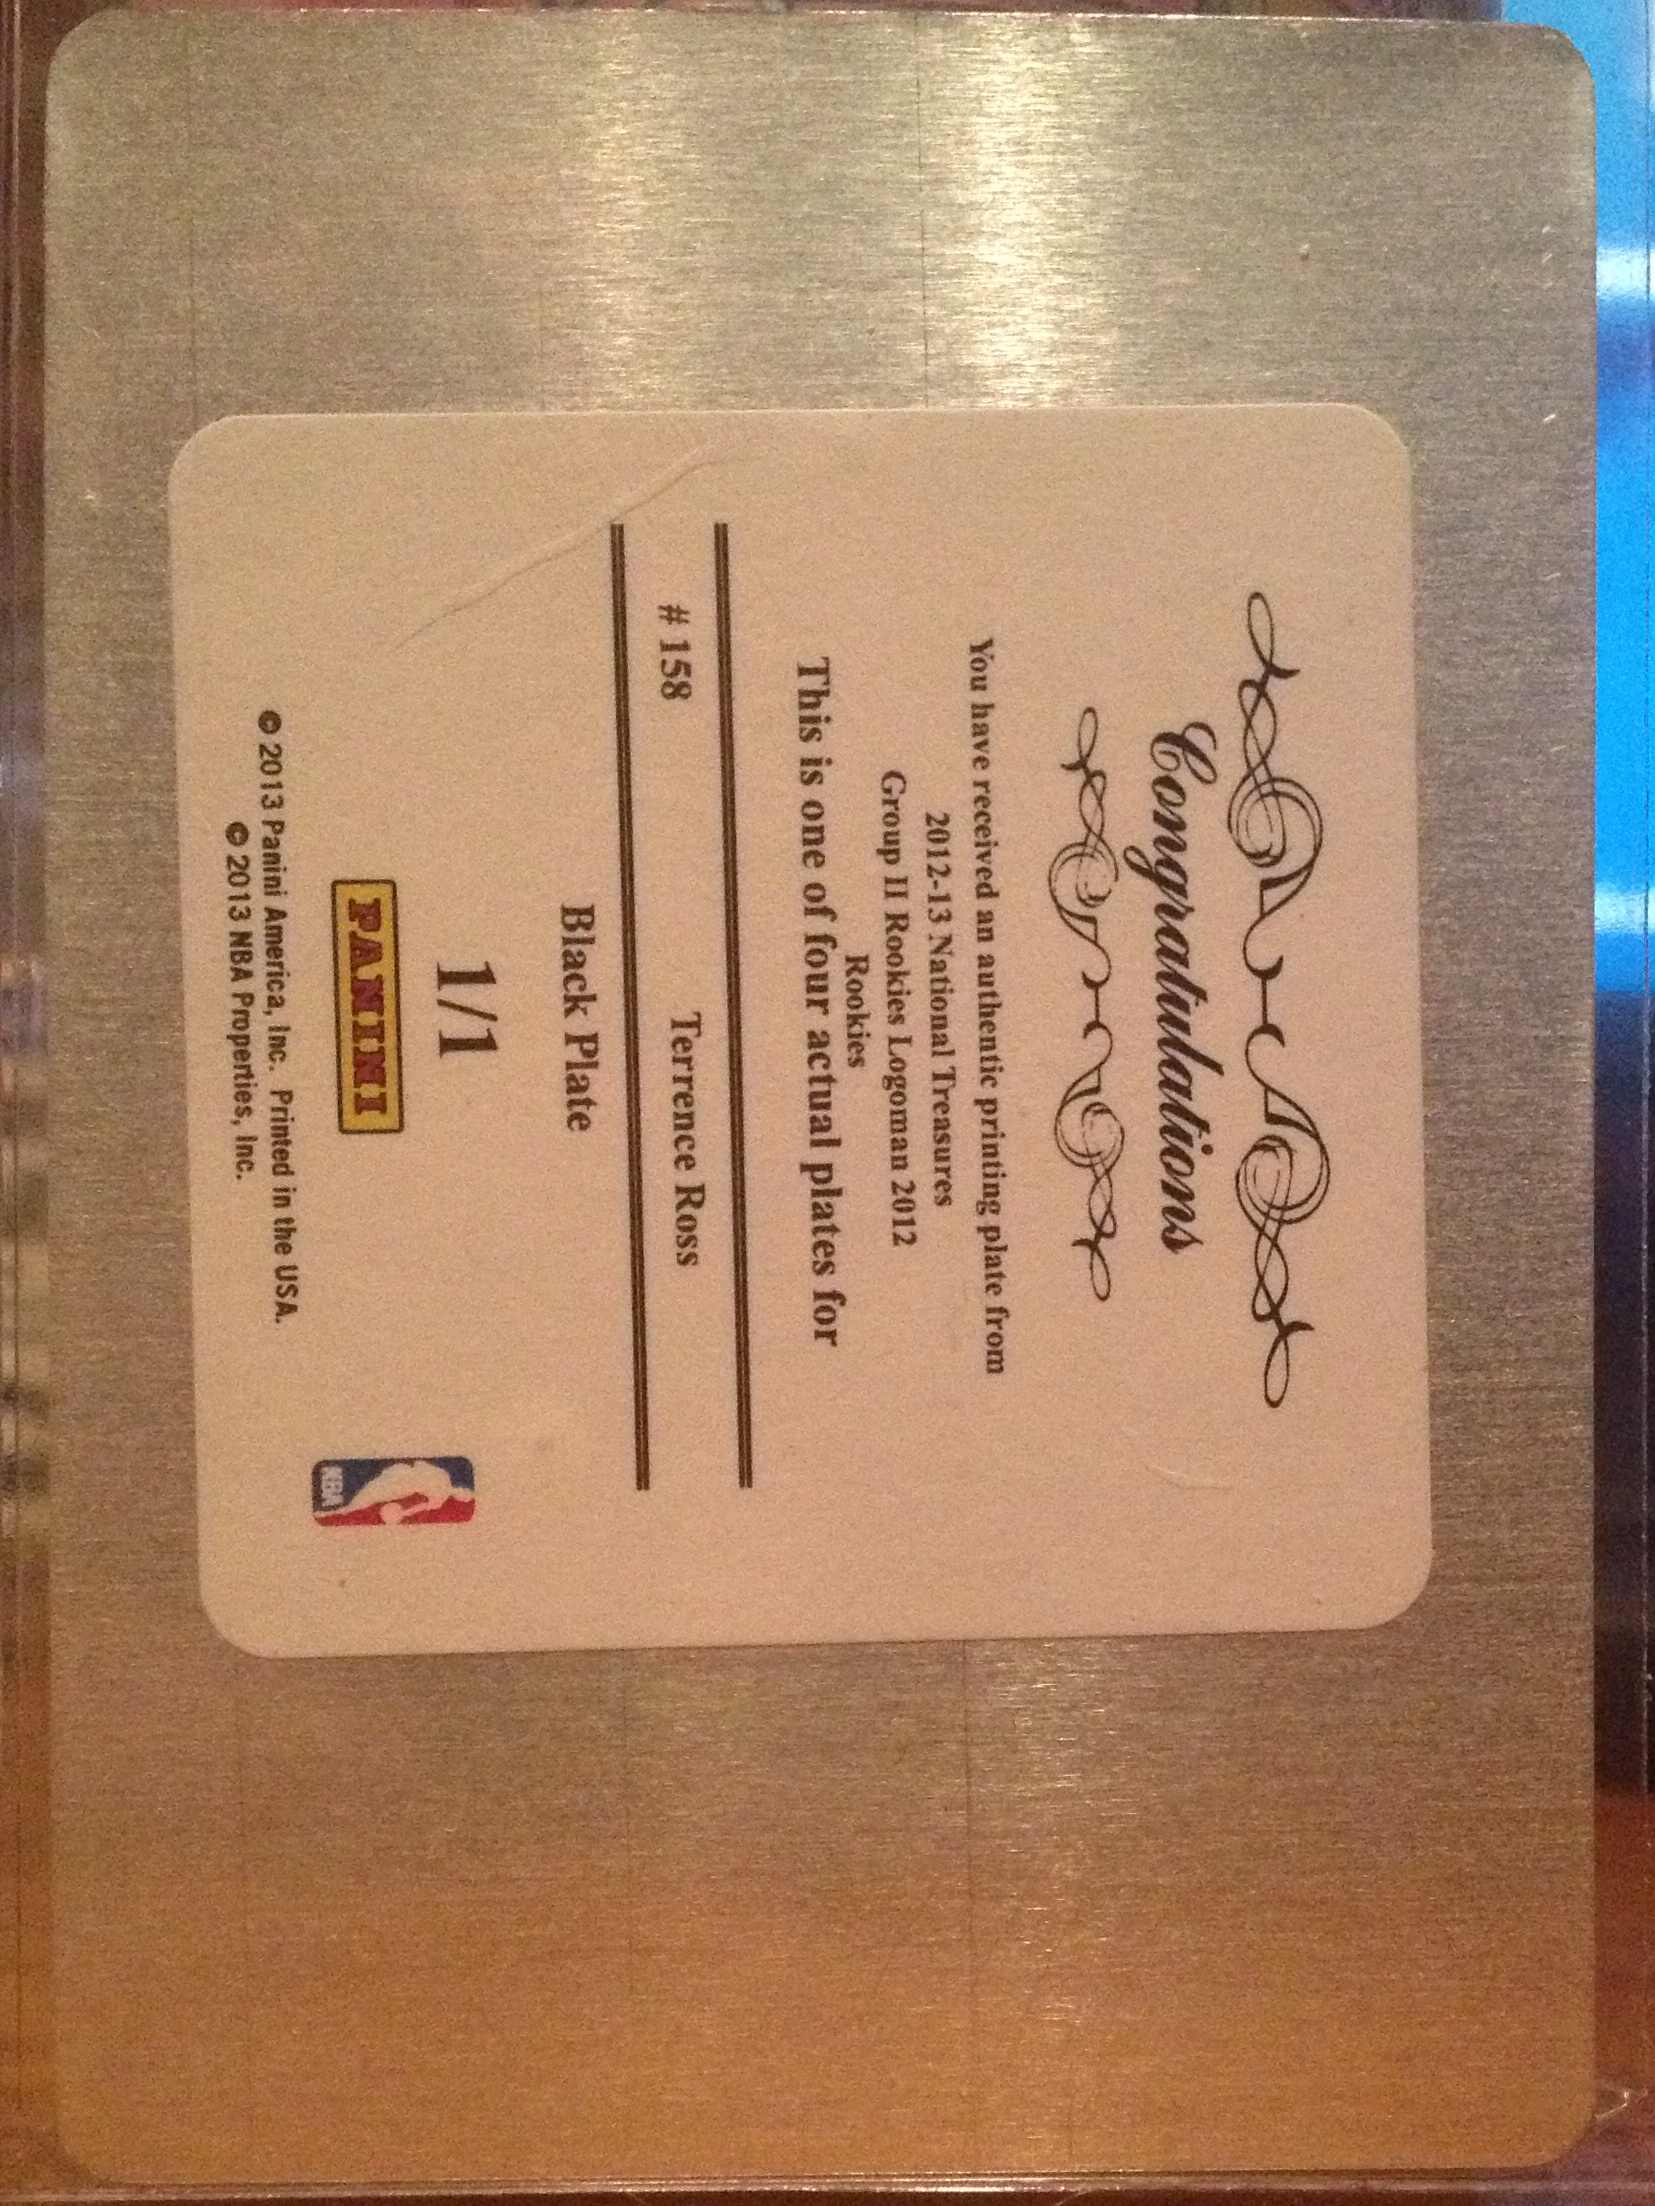 Congratulations
You have received an authentic printing plate from
2012-13 National Treasures
Group II Rookies Logoman 2012
Rookies
This is one of four actual plates for
# 158 Terrence Ross
Black Plate
1/1
PANINI
NBA
© 2013 Panini America, Inc. Printed in the USA.
© 2013 NBA Properties, Inc.